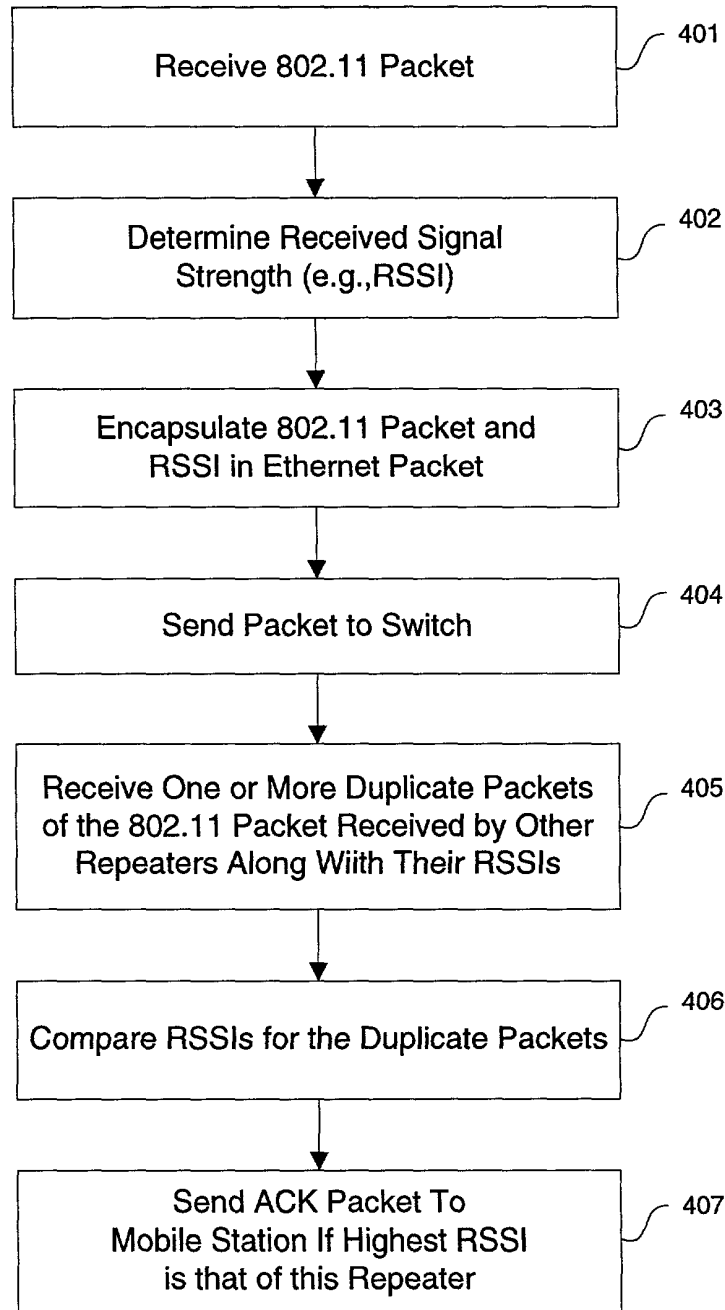 Receive 802.11 Packet
401
Determine Received Signal
Strength (e.g.,RSSI)
402
Encapsulate 802.11 Packet and
RSSI in Ethernet Packet
403
Send Packet to Switch
404
Receive One or More Duplicate Packets
of the 802.11 Packet Received by Other
Repeaters Along Wiith Their RSSIs
405
Compare RSSIs for the Duplicate Packets
406
Send ACK Packet To
Mobile Station If Highest RSSI
is that of this Repeater
407